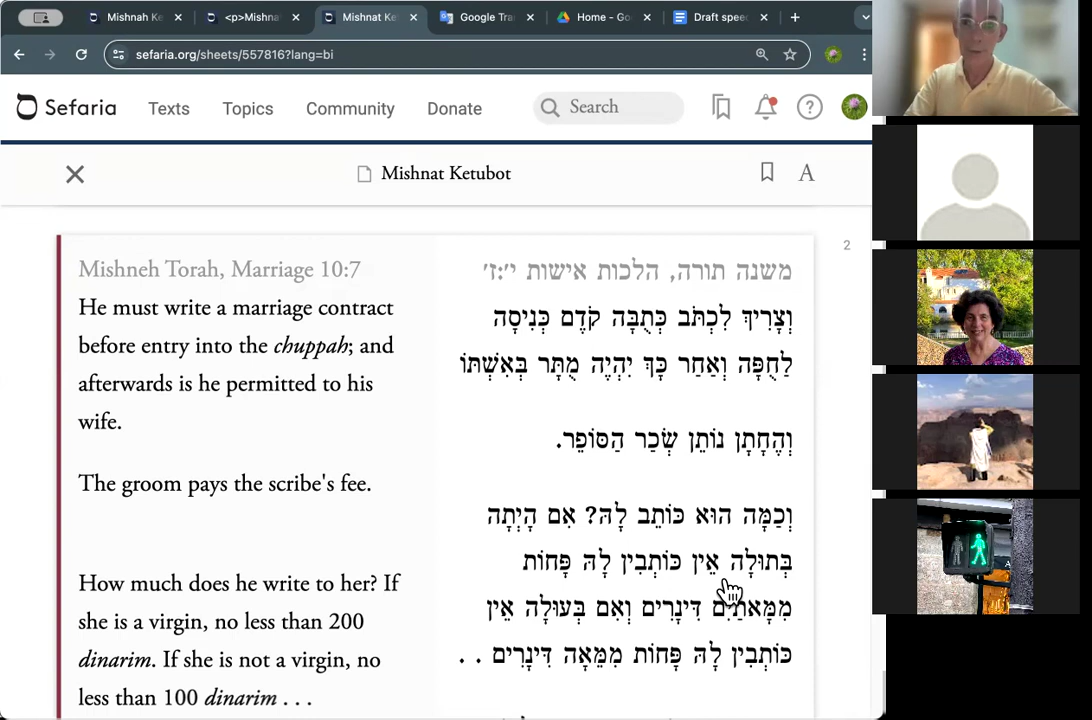 Mishnah Ke
<p>Mishna
Mishnat Ke
Google Tra
Home - Go
Draft spee
sefaria.org/sheets/557816?lang=bi
Sefaria
Texts
Topics
Community
Donate
Search
Mishnat Ketubot
A
2
Mishneh Torah, Marriage 10:7
He must write a marriage contract
before entry into the chuppah; and
afterwards is he permitted to his
wife.
The groom pays the scribe's fee.
How much does he write to her? If
she is a virgin, no less than 200
dinarim. If she is not a virgin, no
less than 100 dinarim . . .
משנה תורה, הלכות אישות י׳:ז׳
וְצָרִיךְ לִכְתֹּב כְּתֻבָּה קֹדֶם כְּנִיסָה
לַחֻפָּה וְאַחַר כָּךְ יִהְיֶה מֻתָּר בְּאִשְׁתּוֹ
וְהֶחָתָן נוֹתֵן שְׂכַר הַסּוֹפֵר.
וְכַמָּה הוּא כּוֹתֵב לָהּ? אִם הָיְתָה
בְּתוּלָה אֵין כּוֹתְבִין לָהּ פָּחוֹת
מִמָּאתַיִם דִּינָרִים וְאִם בְּעוּלָה אֵין
כּוֹתְבִין לָהּ פָּחוֹת מִמֵּאָה דִּינָרִים . .